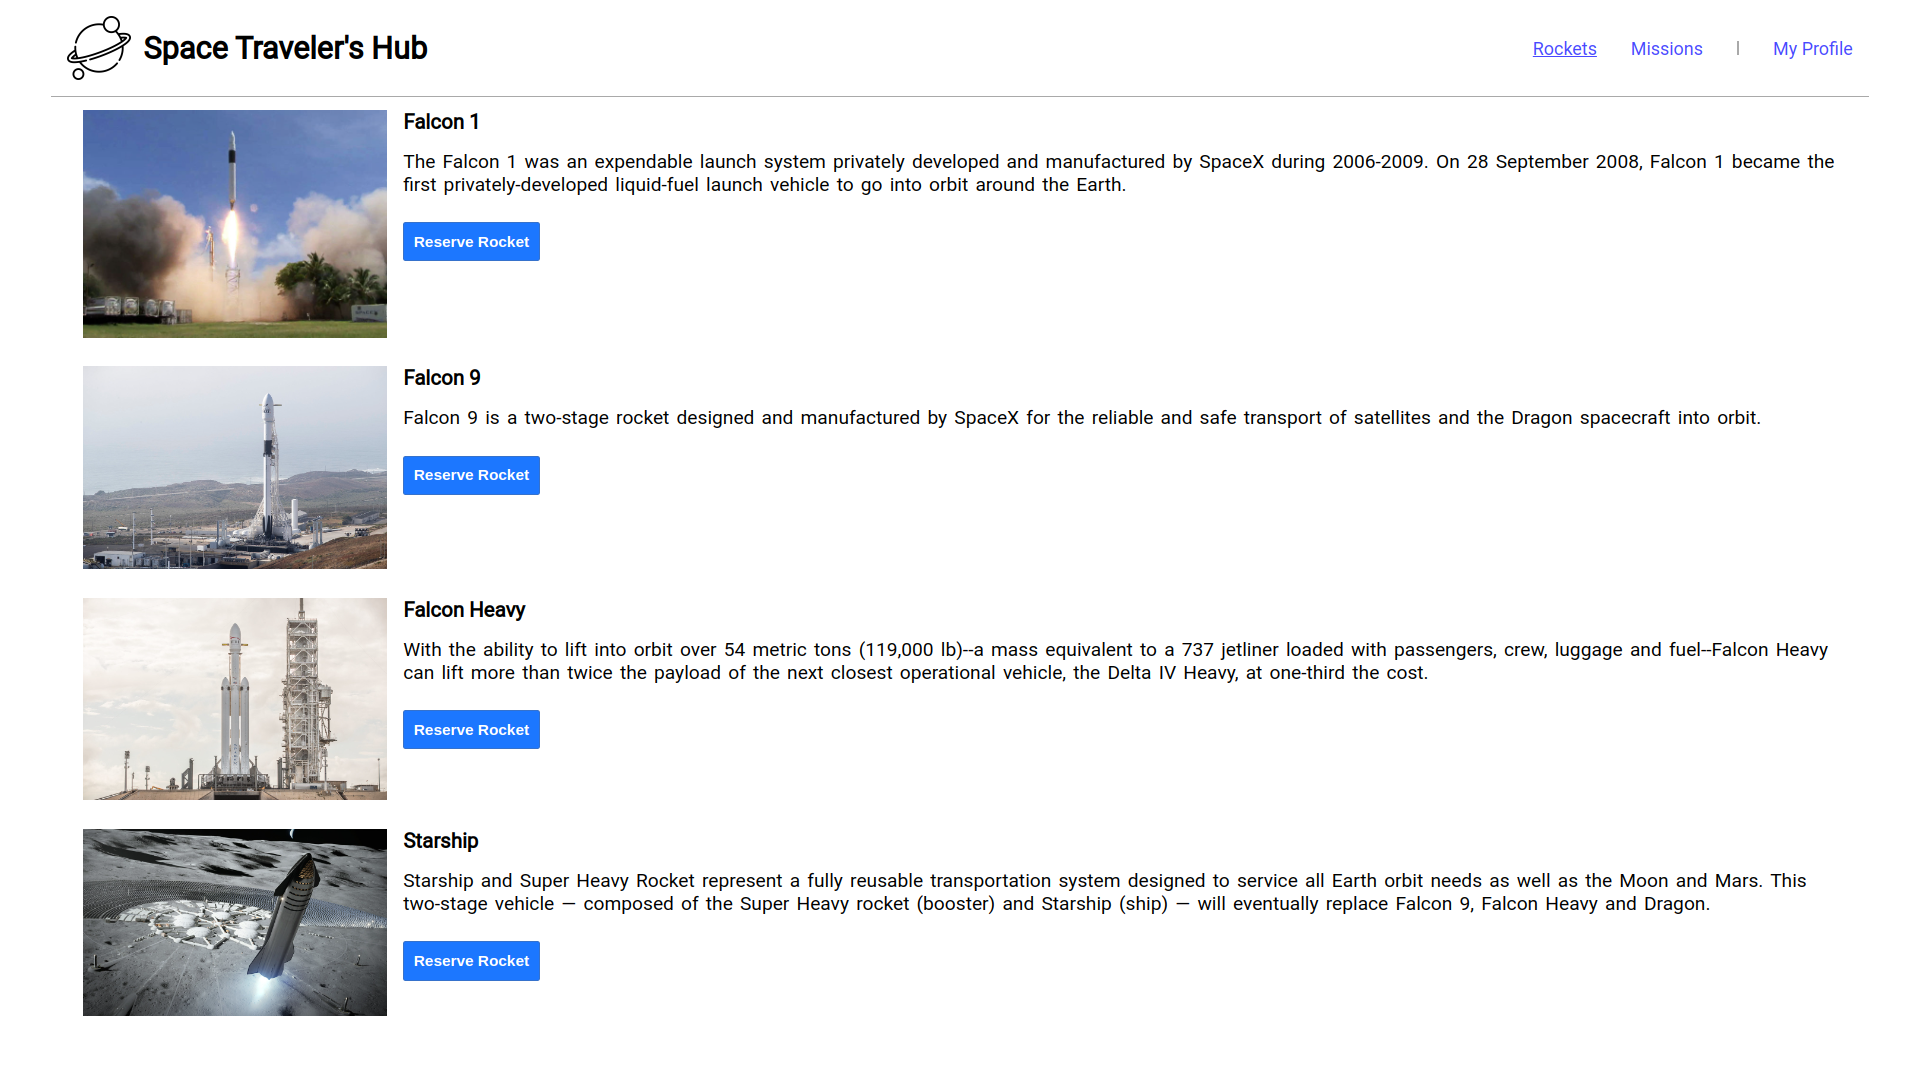 Space Traveler's Hub
Rockets Missions | My Profile
Falcon 1
The Falcon 1 was an expendable launch system privately developed and manufactured by SpaceX during 2006-2009. On 28 September 2008, Falcon 1 became the
first privately-developed liquid-fuel launch vehicle to go into orbit around the Earth.
Reserve Rocket
Falcon 9
Falcon 9 is a two-stage rocket designed and manufactured by SpaceX for the reliable and safe transport of satellites and the Dragon spacecraft into orbit.
Reserve Rocket
Falcon Heavy
With the ability to lift into orbit over 54 metric tons (119,000 lb)--a mass equivalent to a 737 jetliner loaded with passengers, crew, luggage and fuel--Falcon Heavy
can lift more than twice the payload of the next closest operational vehicle, the Delta IV Heavy, at one-third the cost.
Reserve Rocket
Starship
Starship and Super Heavy Rocket represent a fully reusable transportation system designed to service all Earth orbit needs as well as the Moon and Mars. This
two-stage vehicle — composed of the Super Heavy rocket (booster) and Starship (ship) — will eventually replace Falcon 9, Falcon Heavy and Dragon.
Reserve Rocket